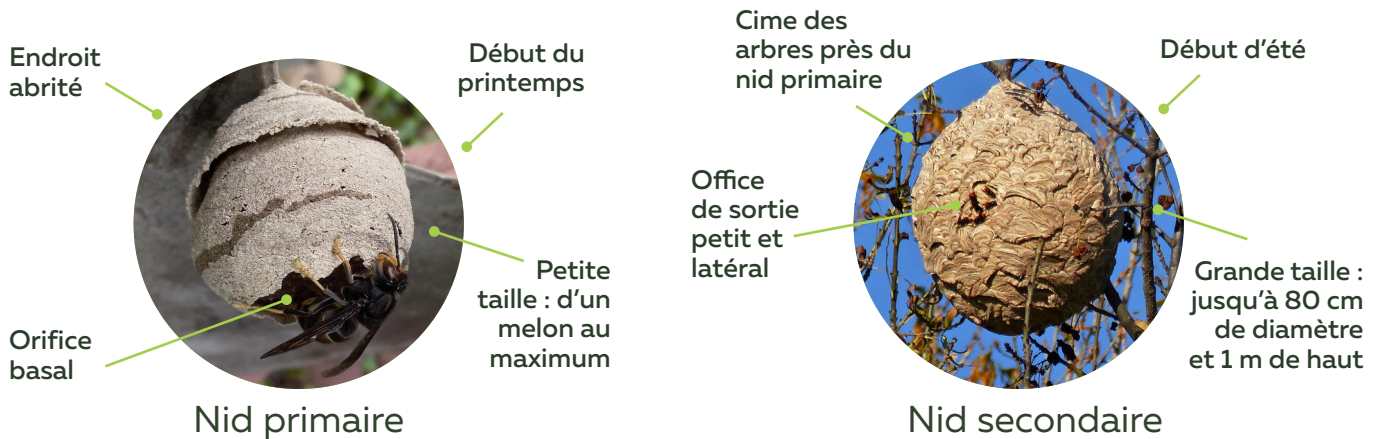 Endroit
abrité
Début du
printemps
Orifice
basal
Petite
taille : d'un
melon au
maximum
Nid primaire
Cime des
arbres près du
nid primaire
Début d'été
Office
de sortie
petit et
latéral
Grande taille :
jusqu'à 80 cm
de diamètre
et 1 m de haut
Nid secondaire